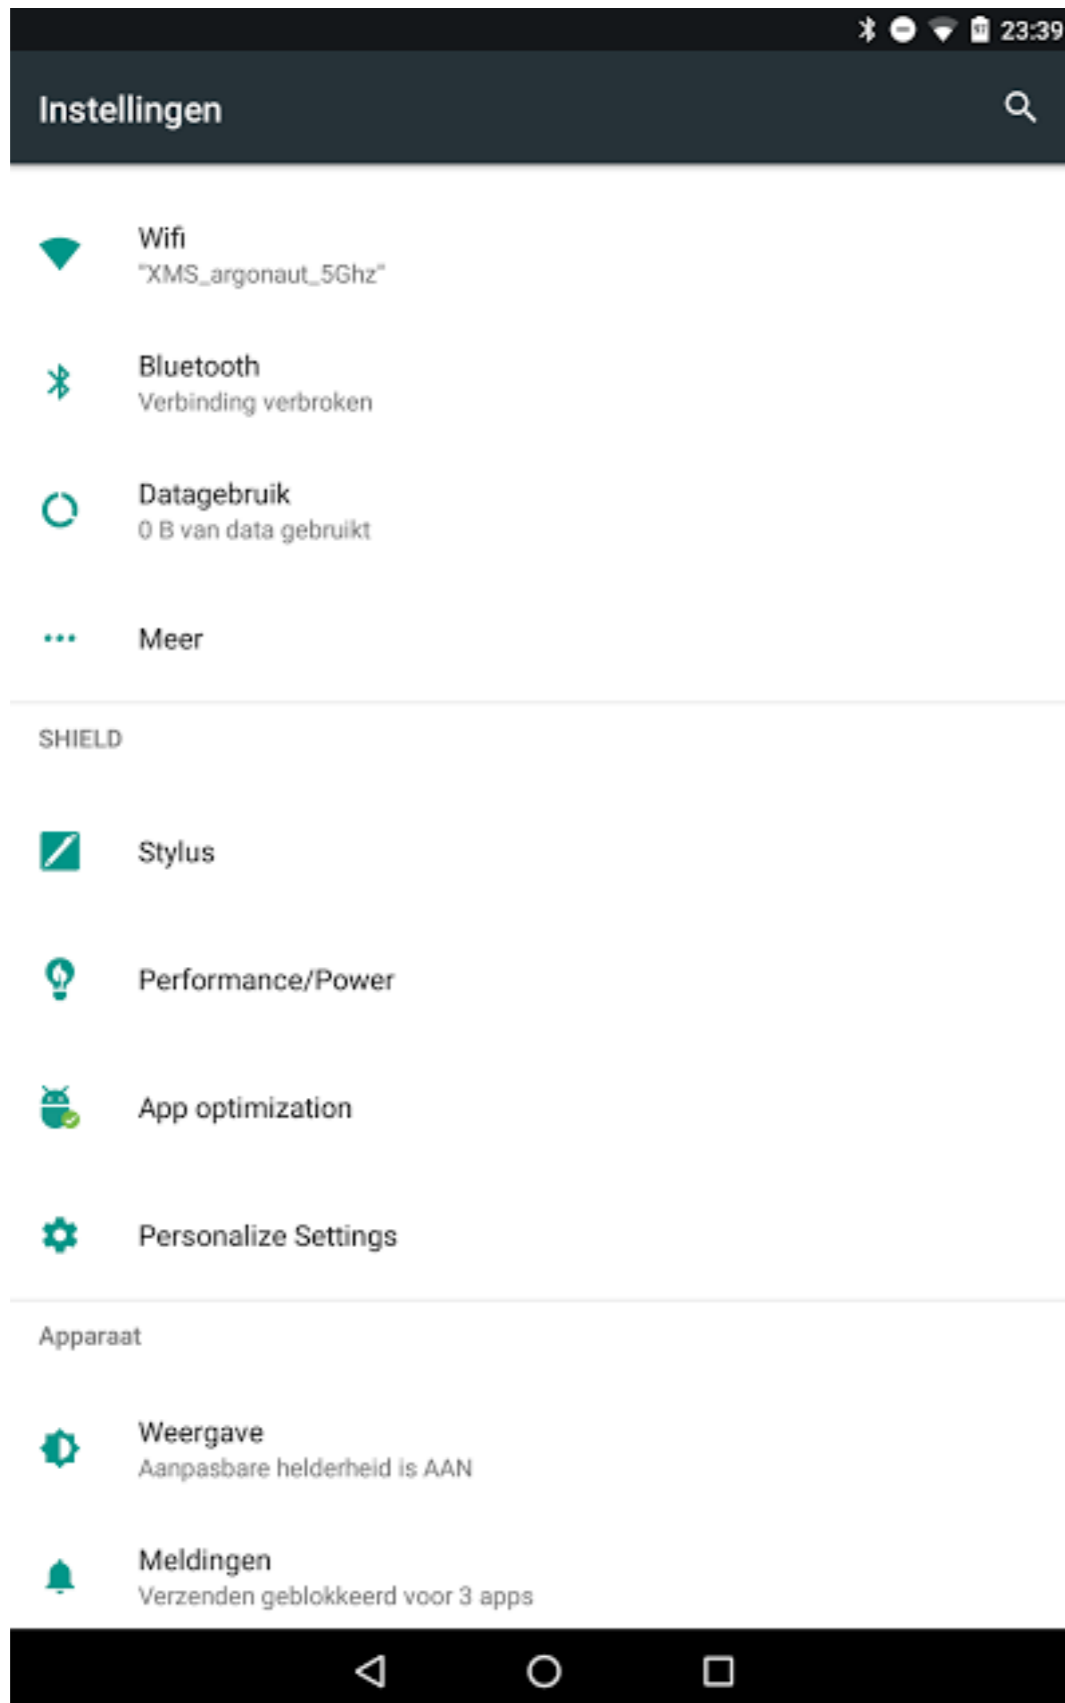 23:39
Instellingen
Wifi
"XMS_argonaut_5Ghz"
Bluetooth
Verbinding verbroken
Datagebruik
0 B van data gebruikt
Meer
SHIELD
Stylus
Performance/Power
App optimization
Personalize Settings
Apparaat
Weergave
Aanpasbare helderheid is AAN
Meldingen
Verzenden geblokkeerd voor 3 apps